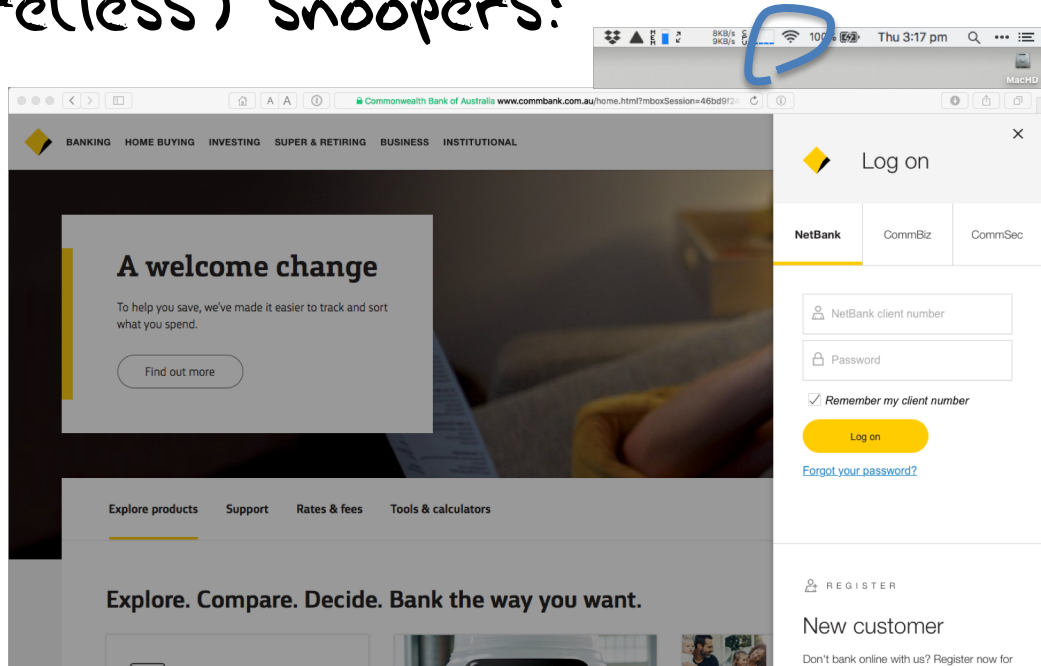 (wireless) snoopers!
8KB/s
9KB/s
100%
Thu 3:17 pm
MacHD
Commonwealth Bank of Australia www.commbank.com.au/home.html?mboxSession=46bd9f24
BANKING HOME BUYING INVESTING SUPER & RETIRING BUSINESS INSTITUTIONAL
Log on
NetBank CommBiz CommSec
A welcome change
To help you save, we've made it easier to track and sort
what you spend.
Find out more
NetBank client number
Password
Remember my client number
Log on
Forgot your password?
Explore products Support Rates & fees Tools & calculators
Explore. Compare. Decide. Bank the way you want.
REGISTER
New customer
Don't bank online with us? Register now for